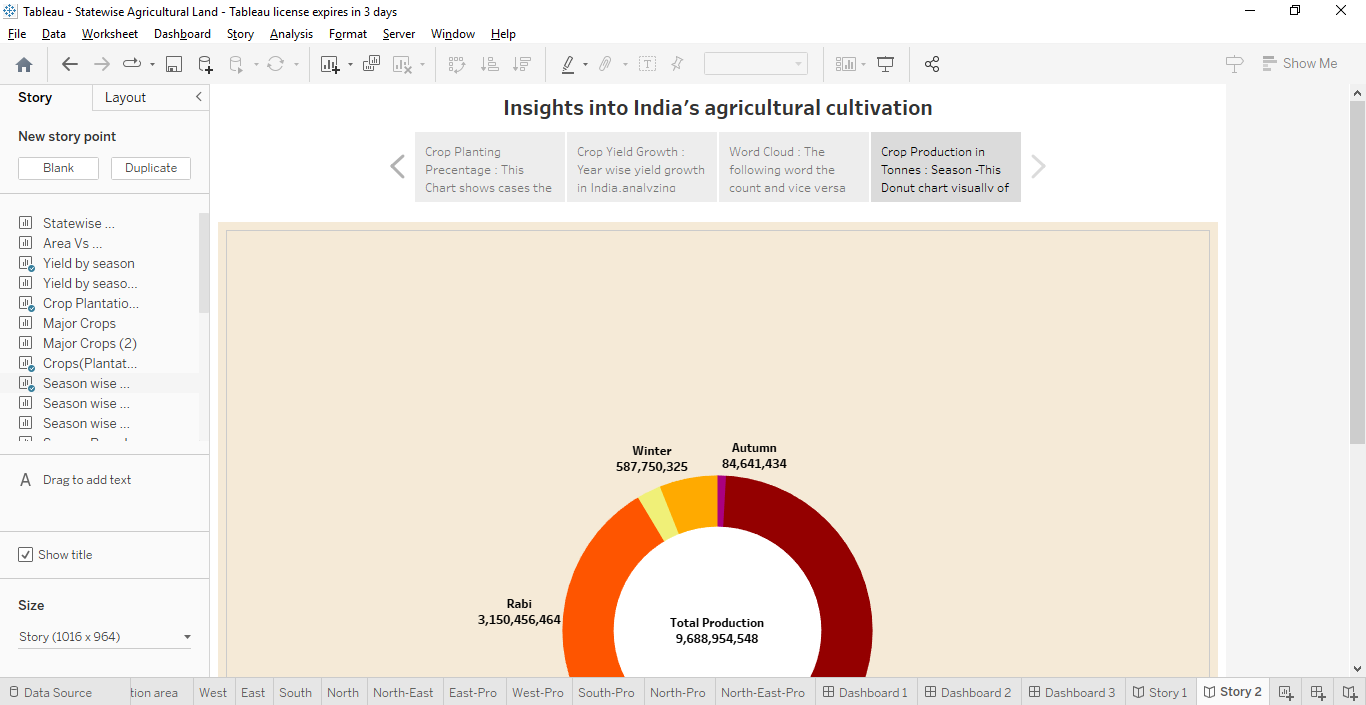 Tableau - Statewise Agricultural Land - Tableau license expires in 3 days
File Data Worksheet Dashboard Story Analysis Format Server Window Help
Show Me
Story Layout
New story point
Blank Duplicate
Statewise ...
Area Vs ...
Yield by season
Yield by seaso...
Crop Plantatio...
Major Crops
Major Crops (2)
Crops(Plantat...
Season wise ...
Season wise ...
Season wise ...
A Drag to add text
Show title
Size
Story (1016 x 964)
Insights into India's agricultural cultivation
Crop Planting
Precentage : This
Chart shows cases the
Crop Yield Growth :
Year wise yield growth
in India,analyzing
Word Cloud : The
following word the
count and vice versa
Crop Production in
Tonnes : Season -This
Donut chart visually of
Winter
587,750,325
Autumn
84,641,434
Rabi
3,150,456,464
Total Production
9,688,954,548
Data Source tion area West East South North North-East East-Pro West-Pro South-Pro North-Pro North-East-Pro Dashboard 1 Dashboard 2 Dashboard 3 Story 1 Story 2